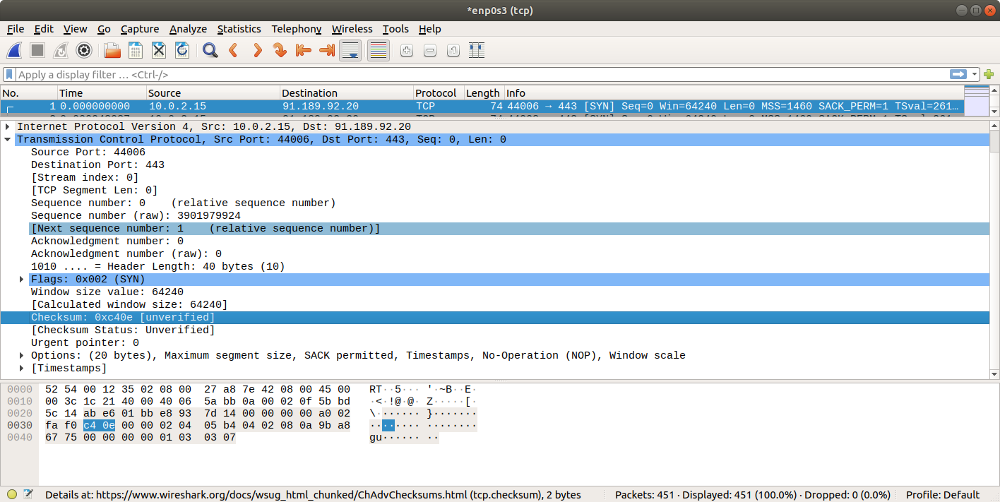 *enp0s3 (tcp)
File Edit View Go Capture Analyze Statistics Telephony Wireless Tools Help
Apply a display filter … <Ctrl-/>
No. Time Source Destination Protocol Length Info
1 0.000000000 10.0.2.15 91.189.92.20 TCP 74 44006 → 443 [SYN] Seq=0 Win=64240 Len=0 MSS=1460 SACK_PERM=1 TSval=261…
Internet Protocol Version 4, Src: 10.0.2.15, Dst: 91.189.92.20
Transmission Control Protocol, Src Port: 44006, Dst Port: 443, Seq: 0, Len: 0
Source Port: 44006
Destination Port: 443
[Stream index: 0]
[TCP Segment Len: 0]
Sequence number: 0    (relative sequence number)
Sequence number (raw): 3901979924
[Next sequence number: 1    (relative sequence number)]
Acknowledgment number: 0
Acknowledgment number (raw): 0
1010 .... = Header Length: 40 bytes (10)
Flags: 0x002 (SYN)
Window size value: 64240
[Calculated window size: 64240]
Checksum: 0xc40e [unverified]
[Checksum Status: Unverified]
Urgent pointer: 0
Options: (20 bytes), Maximum segment size, SACK permitted, Timestamps, No-Operation (NOP), Window scale
[Timestamps]
0000 52 54 00 12 35 02 08 00 27 a8 7e 42 08 00 45 00 RT··5··· '·~B··E·
0010 00 3c 1c 21 40 00 40 06 5a bb 0a 00 02 0f 5b bd ·<·!@·@· Z·····[·
0020 5c 14 ab e6 01 bb e8 93 7d 14 00 00 00 00 a0 02 \······· }·······
0030 fa f0 c4 0e 00 00 02 04 05 b4 04 02 08 0a 9b a8 ········ ········
0040 67 75 00 00 00 00 01 03 03 07 gu······ ··
Details at: https://www.wireshark.org/docs/wsug_html_chunked/ChAdvChecksums.html (tcp.checksum), 2 bytes Packets: 451 · Displayed: 451 (100.0%) · Dropped: 0 (0.0%) Profile: Default